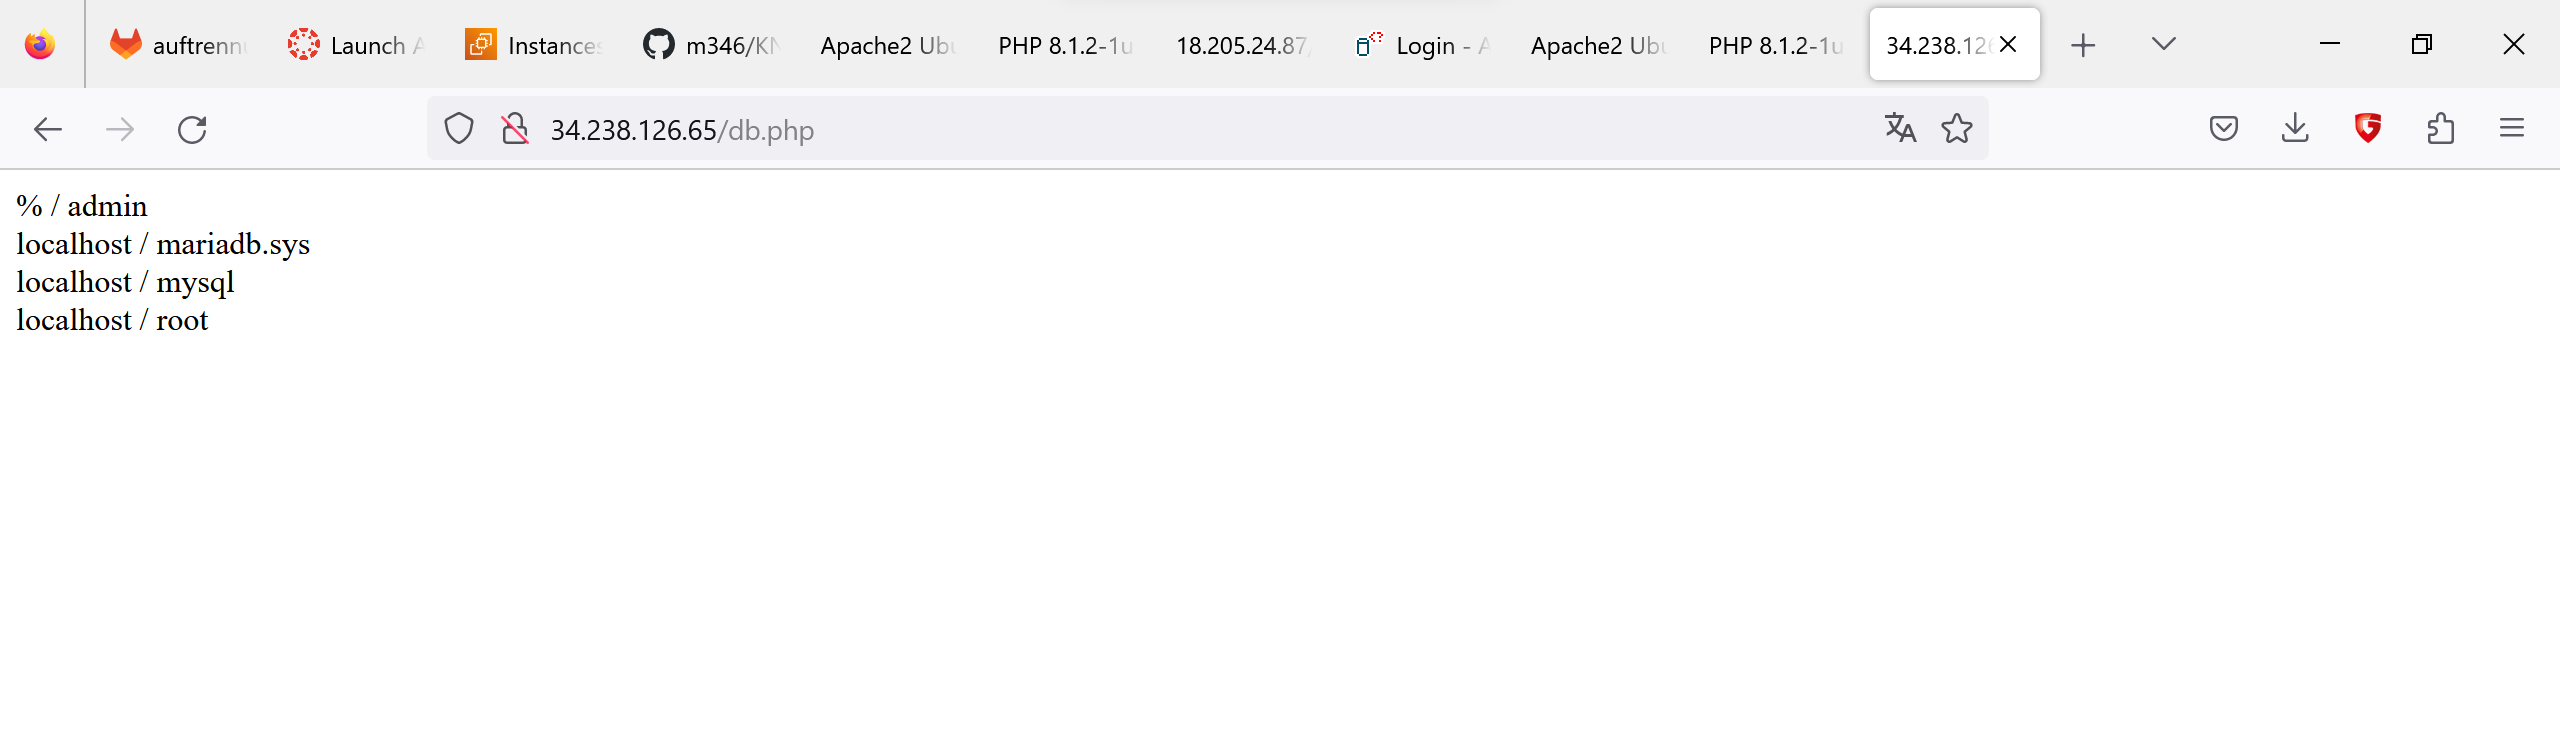 auftrenn
Launch A
Instances
m346/KN
Apache2 Ubu
PHP 8.1.2-1u
18.205.24.87/
Login - A
Apache2 Ubu
PHP 8.1.2-1u
34.238.126
34.238.126.65/db.php
% / admin
localhost / mariadb.sys
localhost / mysql
localhost / root